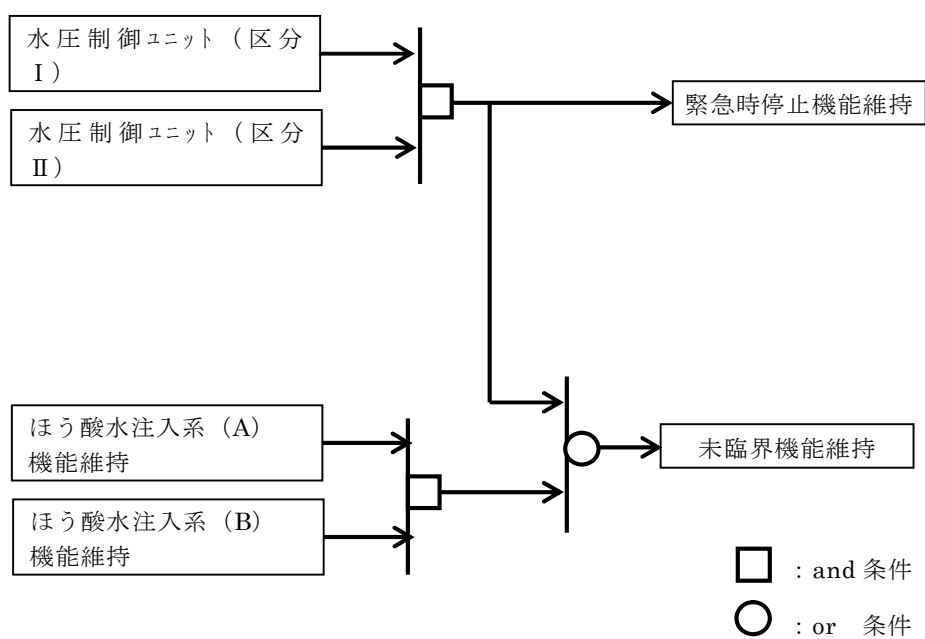 水圧制御ユニット（区分
Ⅰ）
緊急時停止機能維持
水圧制御ユニット（区分
Ⅱ）
ほう酸水注入系（A）
機能維持
未臨界機能維持
ほう酸水注入系（B）
機能維持
：and 条件
：or 条件